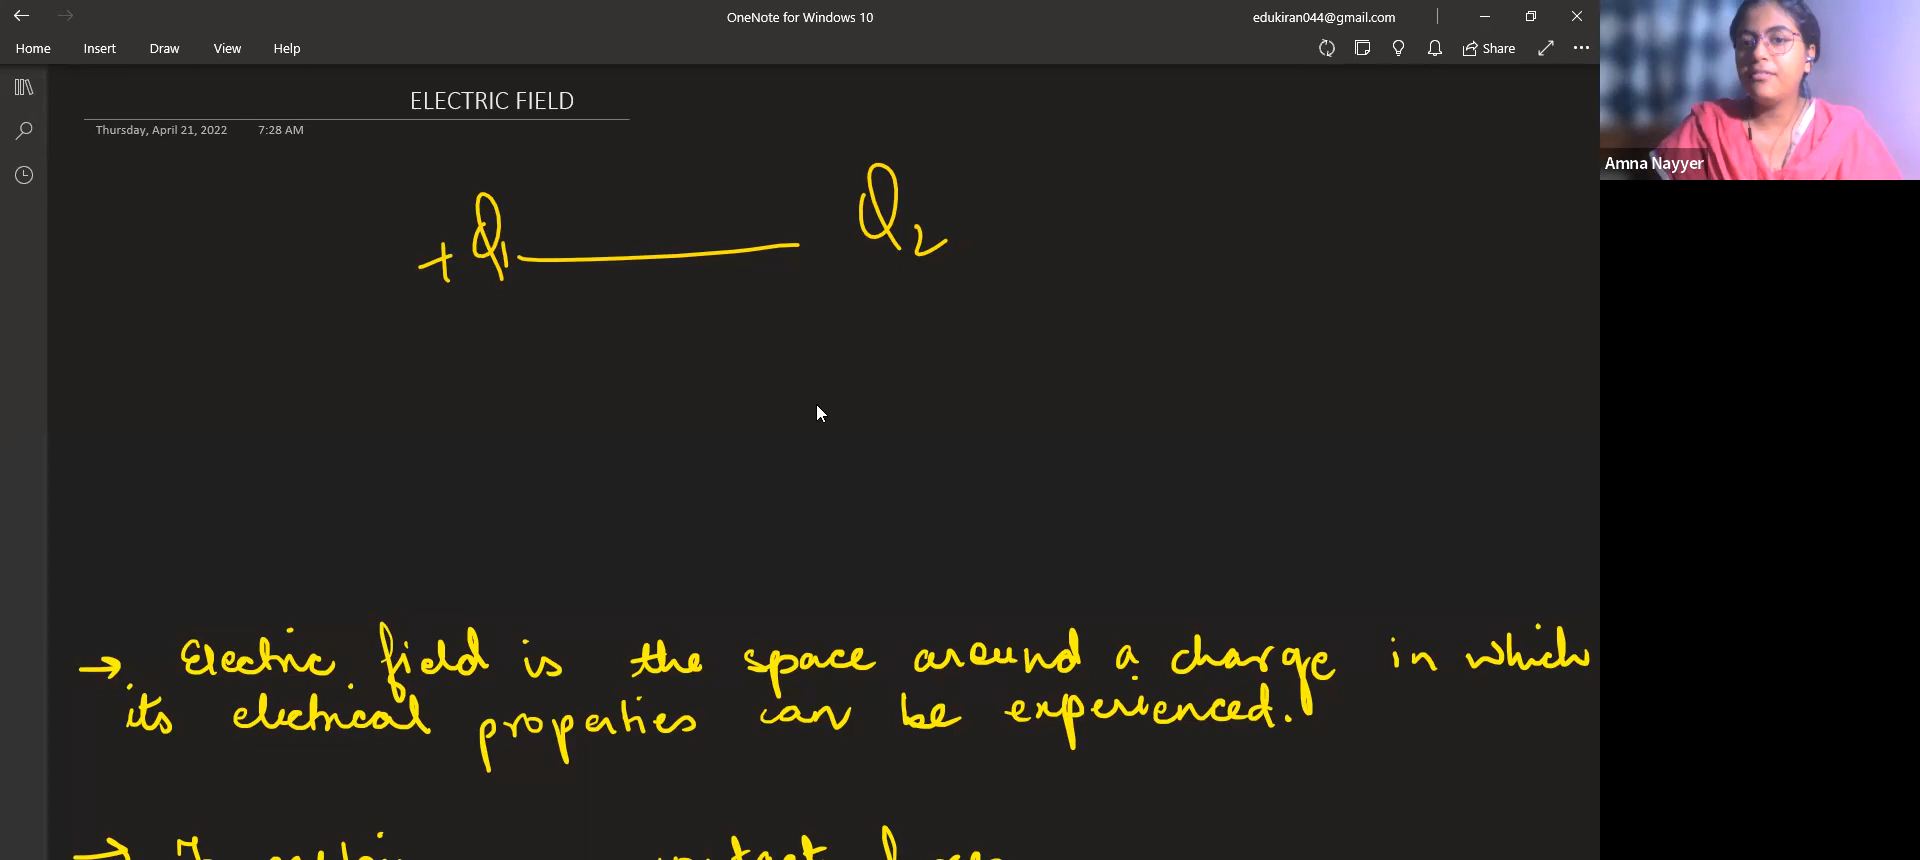 OneNote for Windows 10
edukiran044@gmail.com
Home Insert Draw View Help
Share
ELECTRIC FIELD
Thursday, April 21, 2022 7:28 AM
Amna Nayyer
+Q1 Q2
→ Electric field is the space around a charge in which
its electrical properties can be experienced.